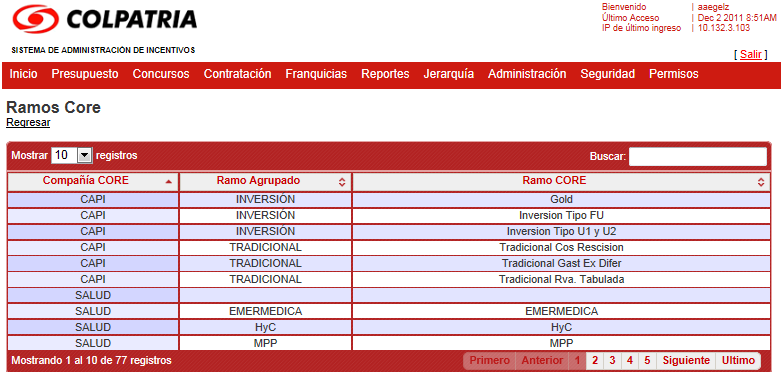 COLPATRIA
SISTEMA DE ADMINISTRACIÓN DE INCENTIVOS
Bienvenido | aaegelz
Último Acceso | Dec 2 2011 8:51AM
IP de último ingreso | 10.132.3.103
[ Salir ]
Inicio Presupuesto Concursos Contratación Franquicias Reportes Jerarquía Administración Seguridad Permisos
Ramos Core
Regresar
Mostrar 10 registros Buscar:
Compañía CORE Ramo Agrupado Ramo CORE
CAPI INVERSIÓN Gold
CAPI INVERSIÓN Inversion Tipo FU
CAPI INVERSIÓN Inversion Tipo U1 y U2
CAPI TRADICIONAL Tradicional Cos Rescision
CAPI TRADICIONAL Tradicional Gast Ex Difer
CAPI TRADICIONAL Tradicional Rva. Tabulada
SALUD
SALUD EMERMEDICA EMERMEDICA
SALUD HyC HyC
SALUD MPP MPP
Mostrando 1 al 10 de 77 registros Primero Anterior 1 2 3 4 5 Siguiente Ultimo